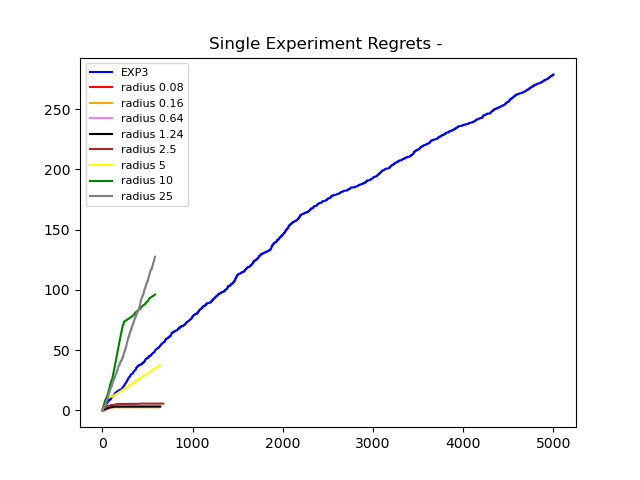 Single Experiment Regrets -
EXP3
radius 0.08
radius 0.16
radius 0.64
radius 1.24
radius 2.5
radius 5
radius 10
radius 25
250
200
150
100
50
0
0 1000 2000 3000 4000 5000